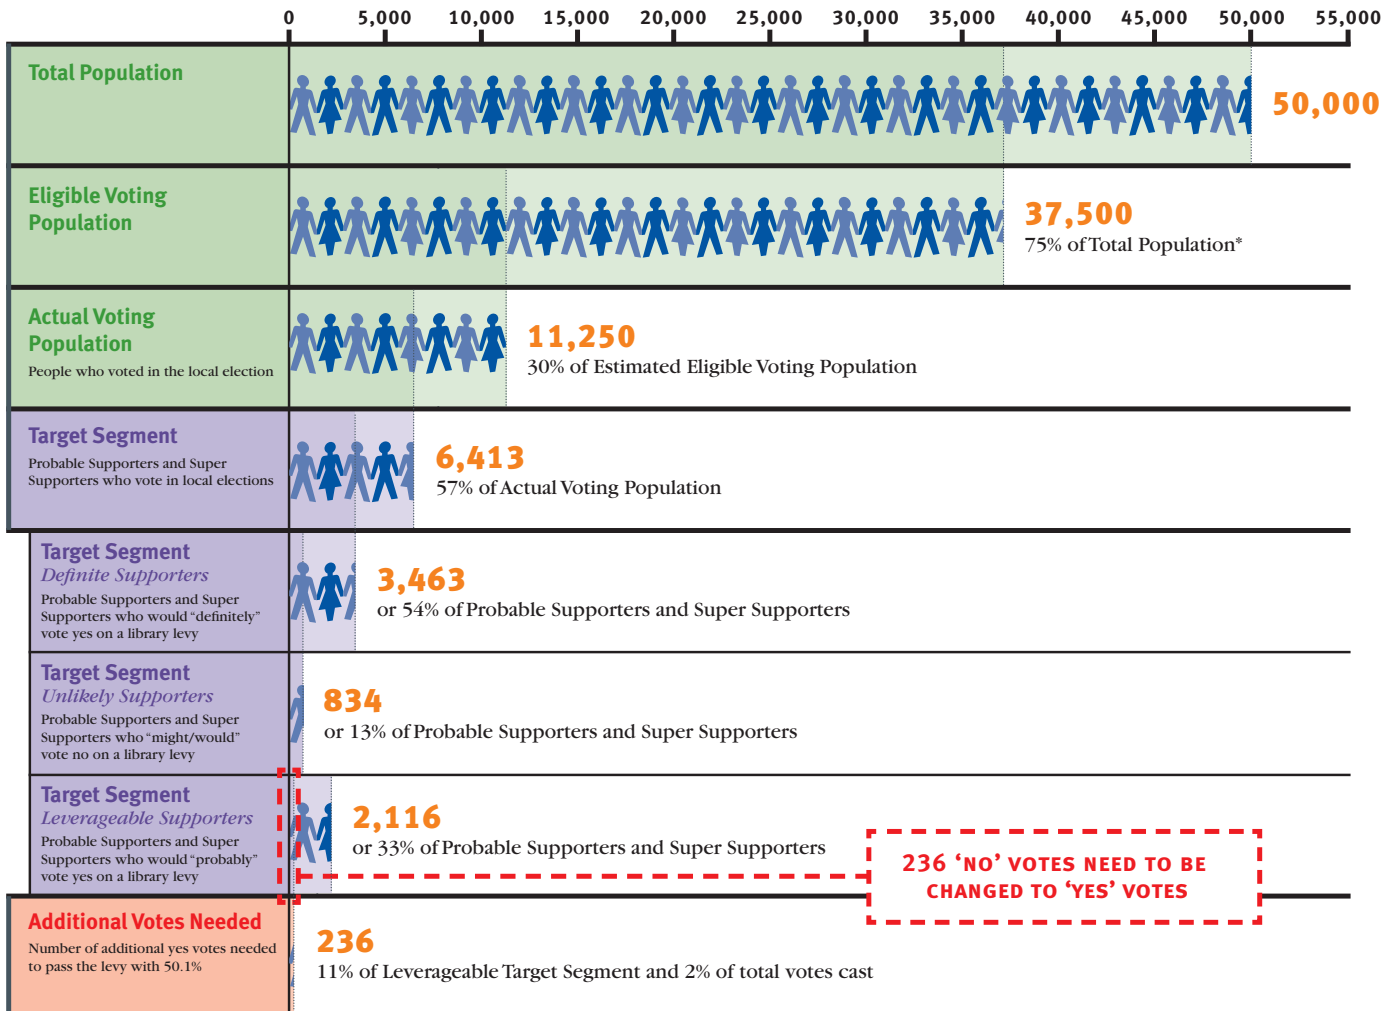 0 5,000 10,000 15,000 20,000 25,000 30,000 35,000 40,000 45,000 50,000 55,000
Total Population
50,000
Eligible Voting
Population
37,500
75% of Total Population*
Actual Voting
Population
People who voted in the local election
11,250
30% of Estimated Eligible Voting Population
Target Segment
Probable Supporters and Super
Supporters who vote in local elections
6,413
57% of Actual Voting Population
Target Segment
Definite Supporters
Probable Supporters and Super
Supporters who would “definitely”
vote yes on a library levy
3,463
or 54% of Probable Supporters and Super Supporters
Target Segment
Unlikely Supporters
Probable Supporters and Super
Supporters who “might/would”
vote no on a library levy
834
or 13% of Probable Supporters and Super Supporters
Target Segment
Leverageable Supporters
Probable Supporters and Super
Supporters who would “probably”
vote yes on a library levy
2,116
or 33% of Probable Supporters and Super Supporters
236 ‘NO’ VOTES NEED TO BE
CHANGED TO ‘YES’ VOTES
Additional Votes Needed
Number of additional yes votes needed
to pass the levy with 50.1%
236
11% of Leverageable Target Segment and 2% of total votes cast